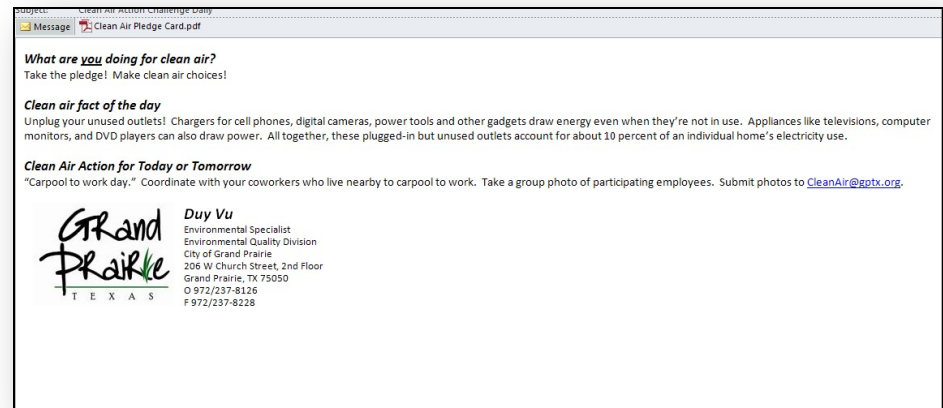 Subject: Clean Air Action Challenge Daily
Message Clean Air Pledge Card.pdf
What are you doing for clean air?
Take the pledge! Make clean air choices!
Clean air fact of the day
Unplug your unused outlets! Chargers for cell phones, digital cameras, power tools and other gadgets draw energy even when they're not in use. Appliances like televisions, computer
monitors, and DVD players can also draw power. All together, these plugged-in but unused outlets account for about 10 percent of an individual home's electricity use.
Clean Air Action for Today or Tomorrow
"Carpool to work day." Coordinate with your coworkers who live nearby to carpool to work. Take a group photo of participating employees. Submit photos to CleanAir@gptx.org.
GRand PRaiRie
TEXAS
Duy Vu
Environmental Specialist
Environmental Quality Division
City of Grand Prairie
206 W Church Street, 2nd Floor
Grand Prairie, TX 75050
O 972/237-8126
F 972/237-8228